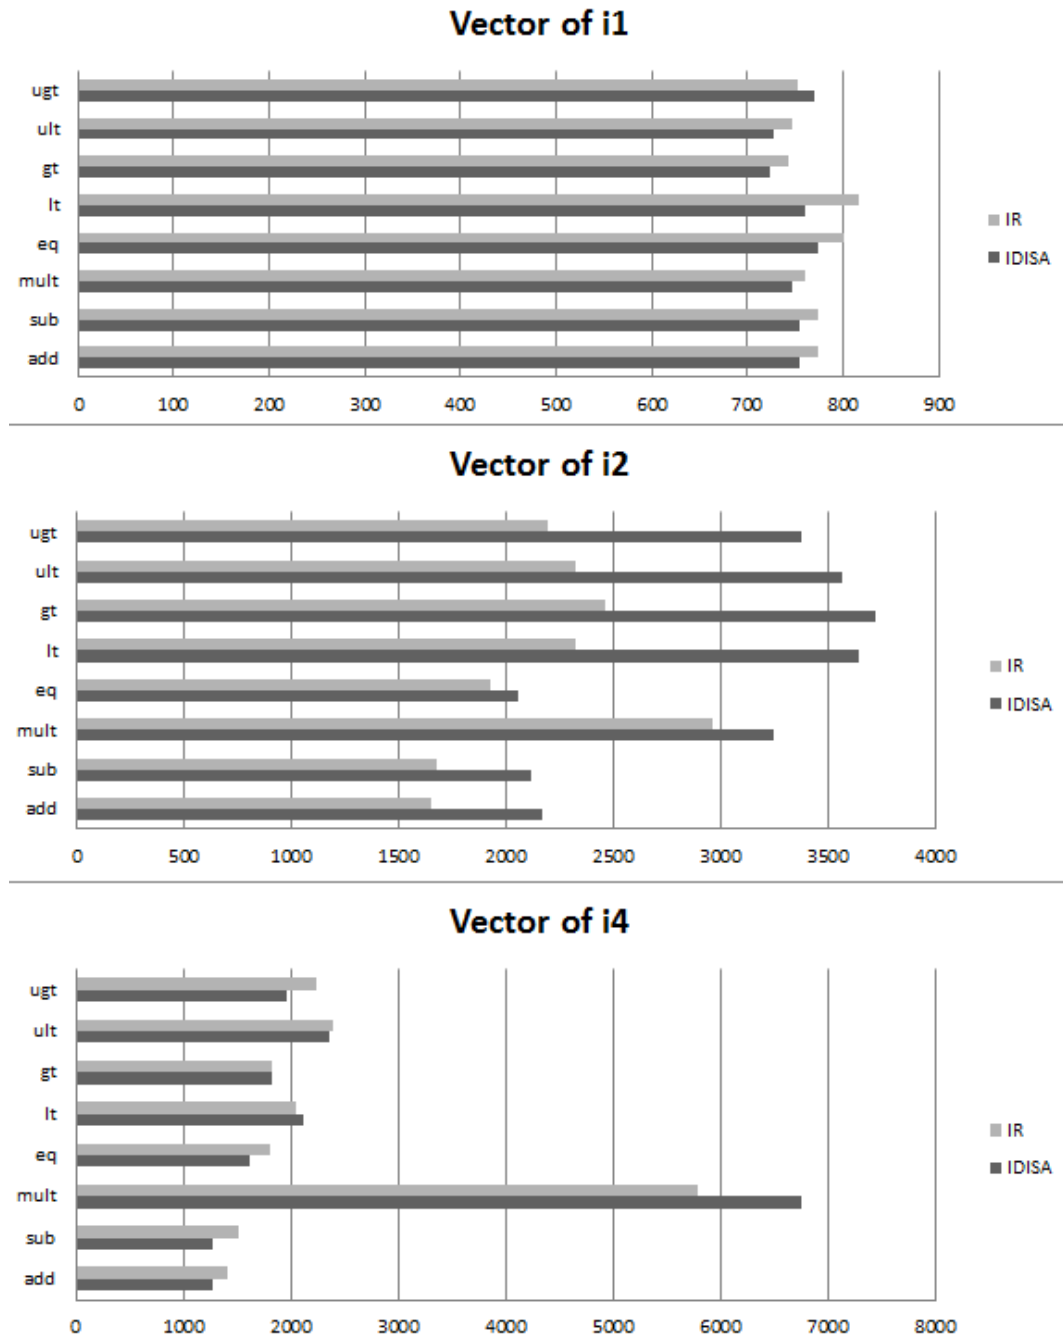 Vector of i1
ugt
ult
gt
lt
eq
mult
sub
add
IR
IDISA
0 100 200 300 400 500 600 700 800 900
Vector of i2
ugt
ult
gt
lt
eq
mult
sub
add
IR
IDISA
0 500 1000 1500 2000 2500 3000 3500 4000
Vector of i4
ugt
ult
gt
lt
eq
mult
sub
add
IR
IDISA
0 1000 2000 3000 4000 5000 6000 7000 8000